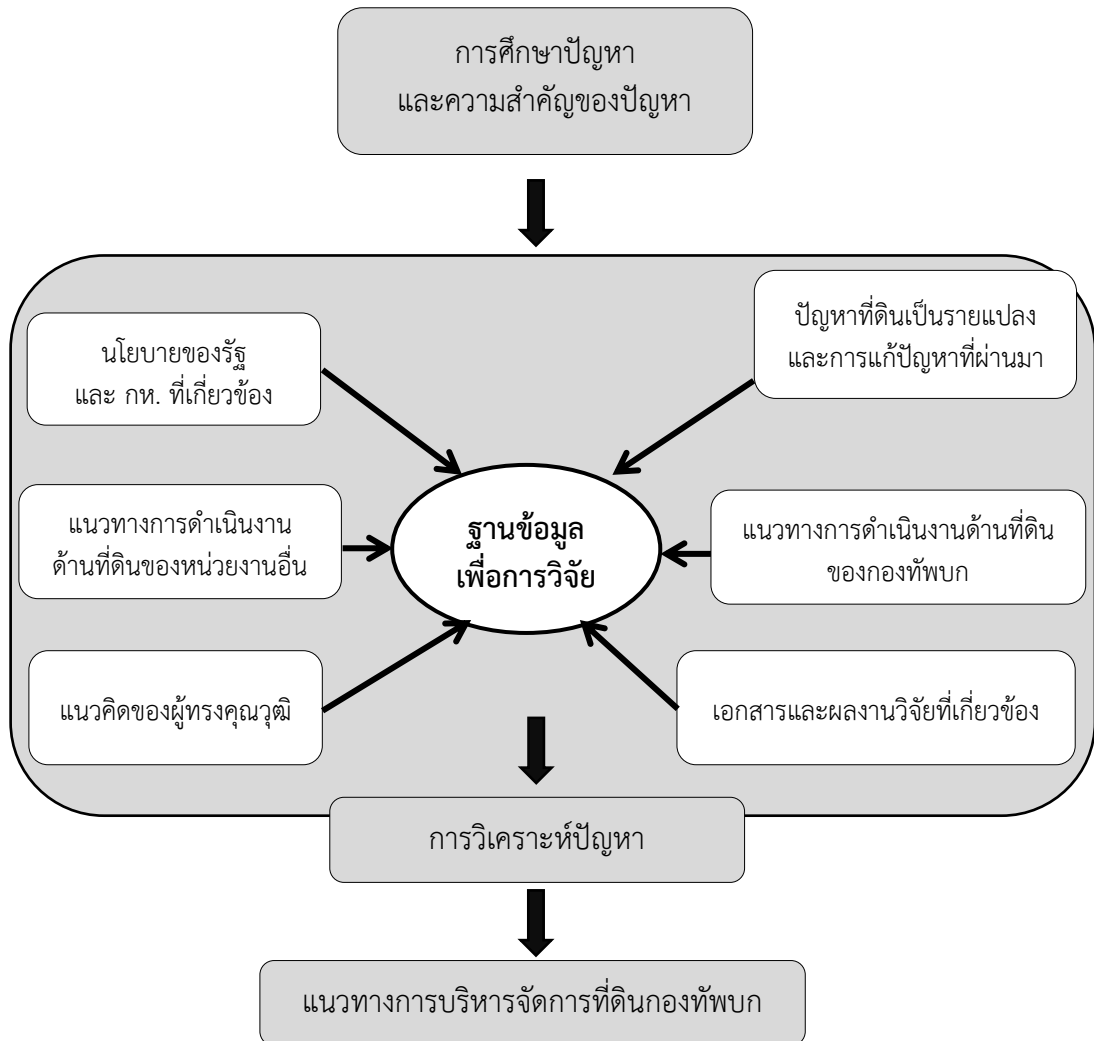 การศึกษาปัญหา
และความสำคัญของปัญหา
นโยบายของรัฐ
และ กห. ที่เกี่ยวข้อง
ปัญหาที่ดินเป็นรายแปลง
และการแก้ปัญหาที่ผ่านมา
แนวทางการดำเนินงาน
ด้านที่ดินของหน่วยงานอื่น
ฐานข้อมูล
เพื่อการวิจัย
แนวทางการดำเนินงานด้านที่ดิน
ของกองทัพบก
แนวคิดของผู้ทรงคุณวุฒิ
เอกสารและผลงานวิจัยที่เกี่ยวข้อง
การวิเคราะห์ปัญหา
แนวทางการบริหารจัดการที่ดินกองทัพบก